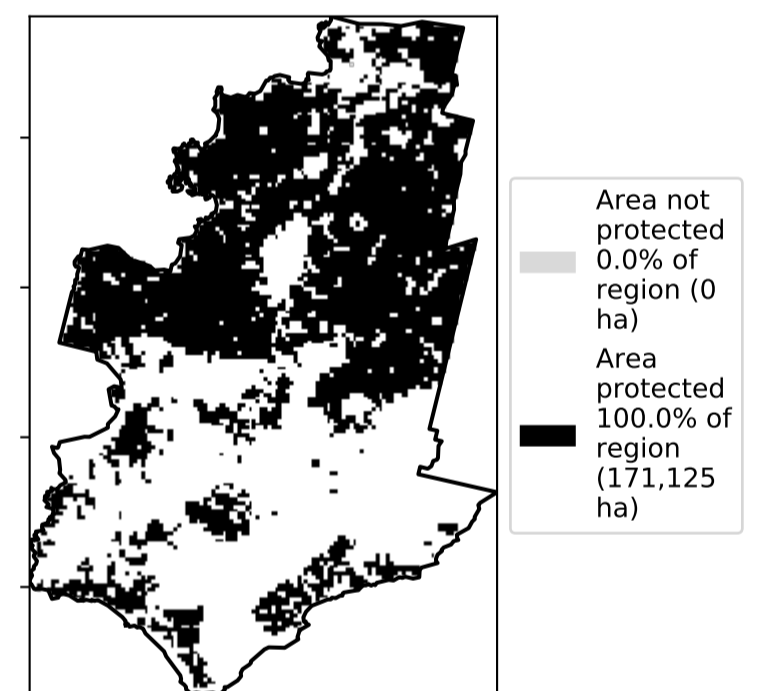 Area not
protected
0.0% of
region (0
ha)
Area
protected
100.0% of
region
(171,125
ha)